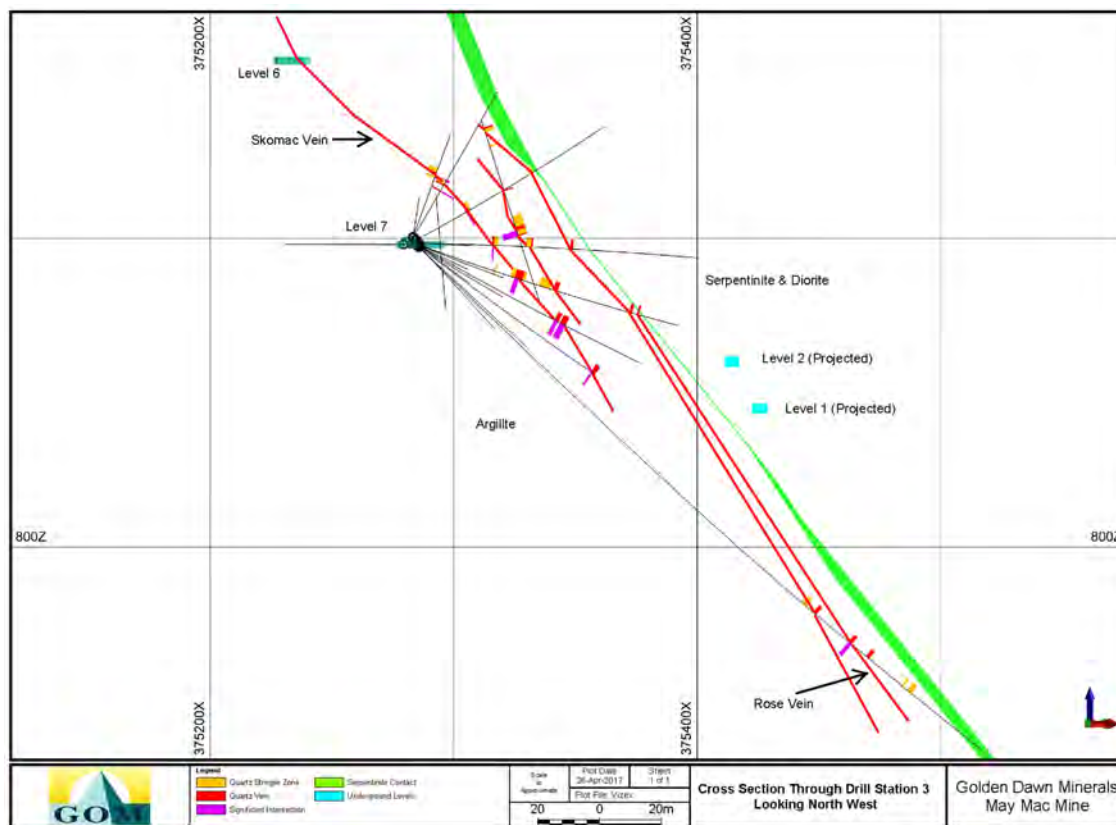 375200X
375400X
Level 6
Skomac Vein
Level 7
Serpentinite & Diorite
Level 2 (Projected)
Level 1 (Projected)
Argillte
800Z
800Z
Rose Vein
375200X
375400X
GOM
Legend
Quartz Stringer Zone
Quartz Vein
Significant Intersection
Serpentinite Contact
Underground Levels
Scale
is
Approximate
Plot Date
26-Apr-2017
Sheet
1 of 1
Plot File: Vizex
20 0 20m
Cross Section Through Drill Station 3
Looking North West
Golden Dawn Minerals
May Mac Mine